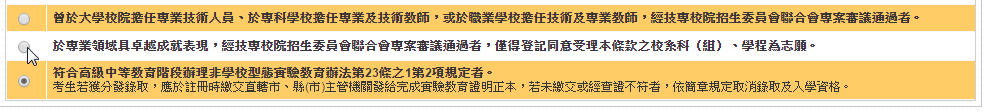 曾於大學校院擔任專業技術人員、於專科學校擔任專業及技術教師，或於職業學校擔任技術及專業教師，經技專校院招生委員會聯合會專案審議通過者。
於專業領域具卓越成就表現，經技專校院招生委員會聯合會專案審議通過者，僅得登記同意受理本條款之校系科（組）、學程為志願。
符合高級中等教育階段辦理非學校型態實驗教育辦法第23條之1第2項規定者。
考生若獲分發錄取，應於註冊時繳交直轄市、縣(市)主管機關發給完成實驗教育證明正本，若未繳交或經查證不符者，依簡章規定取消錄取及入學資格。